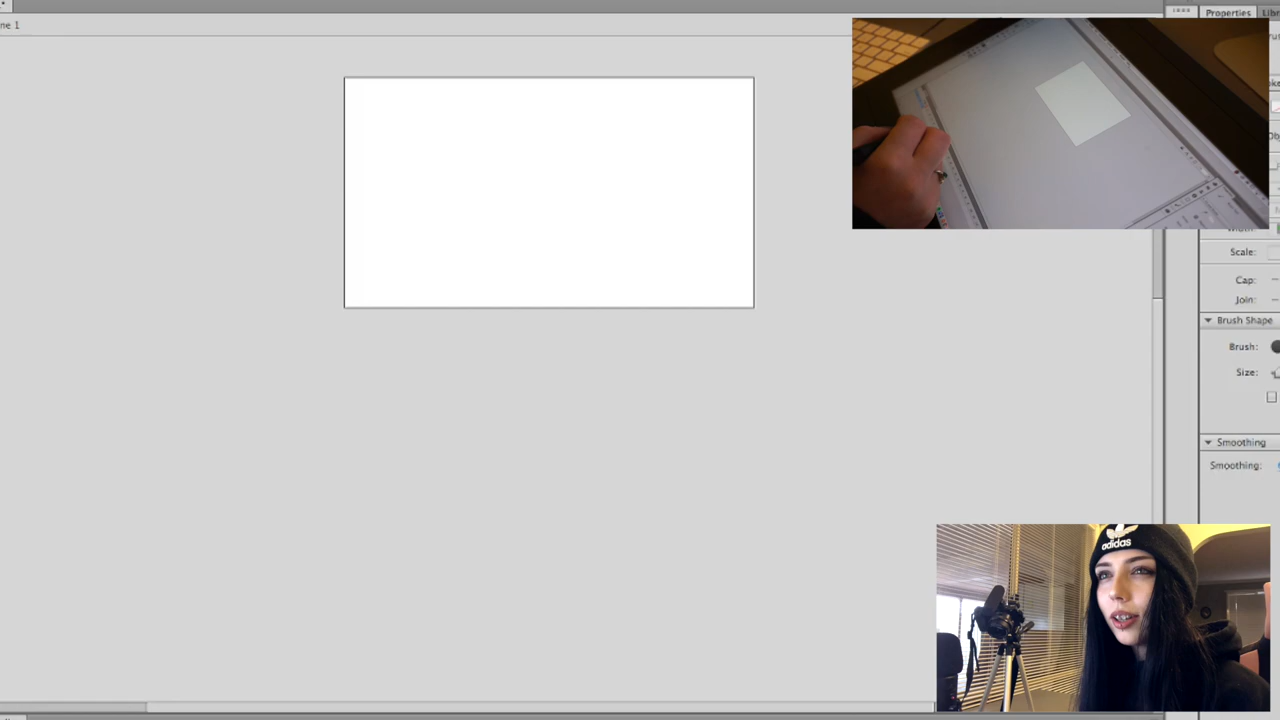 ne 1
Properties
Scale:
Cap:
Join:
Brush Shape
Brush:
Size:
Smoothing
Smoothing:
adidas